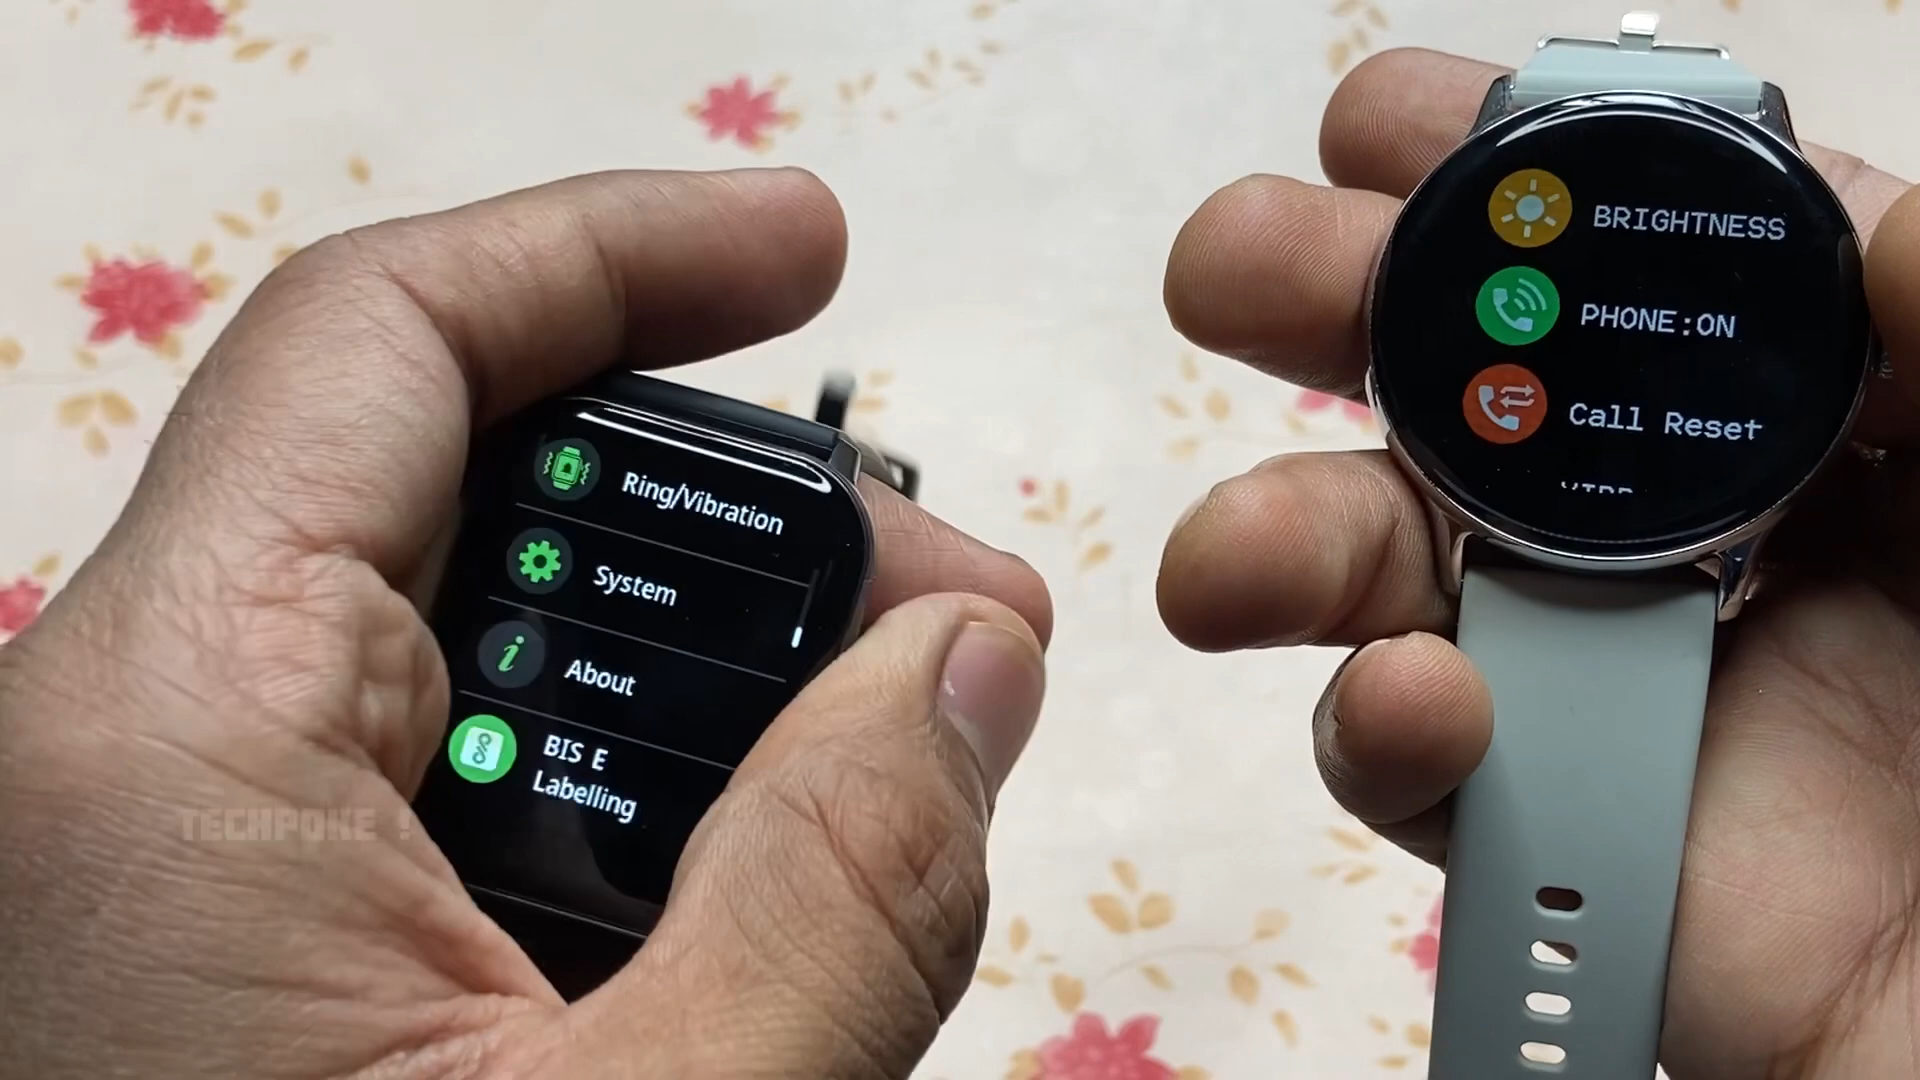 Ring/Vibration
System
About
BIS E
Labelling
TECHPOKE !
BRIGHTNESS
PHONE:ON
Call Reset